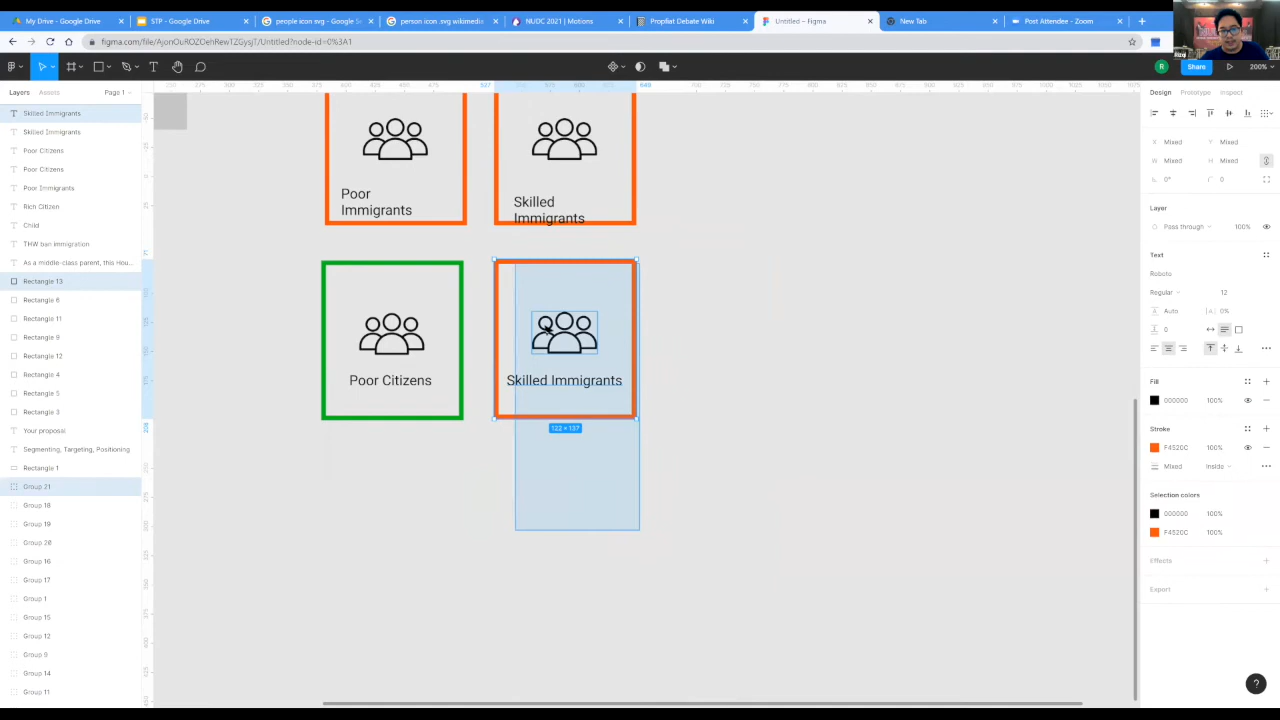 My Drive - Google Drive
STP - Google Drive
people icon svg - Google Se
person icon .svg wikimedia
NUDC 2021 | Motions
Propliat Debate Wiki
Untitled – Figma
New Tab
Post Attendee - Zoom
figma.com/file/AjonOuROZOehRewTZGysjT/Untitled?node-id=0%3A1
R
Share
200%
Layers
Assets
Page 1
Skilled Immigrants
Skilled Immigrants
Poor Citizens
Poor Citizens
Poor Immigrants
Rich Citizen
Child
THW ban immigration
As a middle-class parent, this Hou...
Rectangle 13
Rectangle 6
Rectangle 11
Rectangle 9
Rectangle 12
Rectangle 4
Rectangle 5
Rectangle 3
Your proposal
Segmenting, Targeting, Positioning
Rectangle 1
Group 21
Group 18
Group 19
Group 20
Group 16
Group 17
Group 1
Group 15
Group 12
Group 9
Group 14
Group 11
Poor
Immigrants
Skilled
Immigrants
Poor Citizens
Skilled Immigrants
122 × 137
Design
Prototype
Inspect
X Mixed Y Mixed
W Mixed H Mixed
0° 0
Layer
Pass through 100%
Text
Roboto
Regular 12
Auto 0%
0
Fill
000000 100%
Stroke
F4520C 100%
Mixed Inside
Selection colors
000000 100%
F4520C 100%
Effects
Export
?